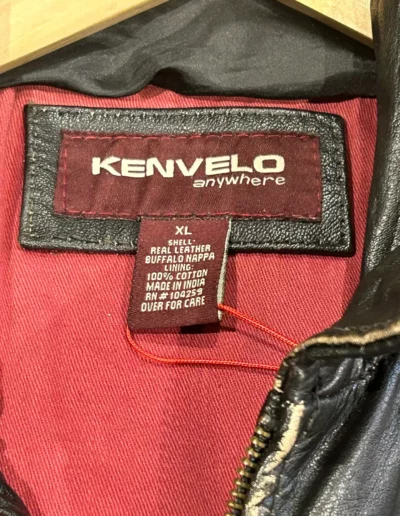 KENVELO
anywhere
XL
SHELL:
REAL LEATHER
BUFFALO NAPPA
LINING:
100% COTTON
MADE IN INDIA
RN # 104259
OVER FOR CARE